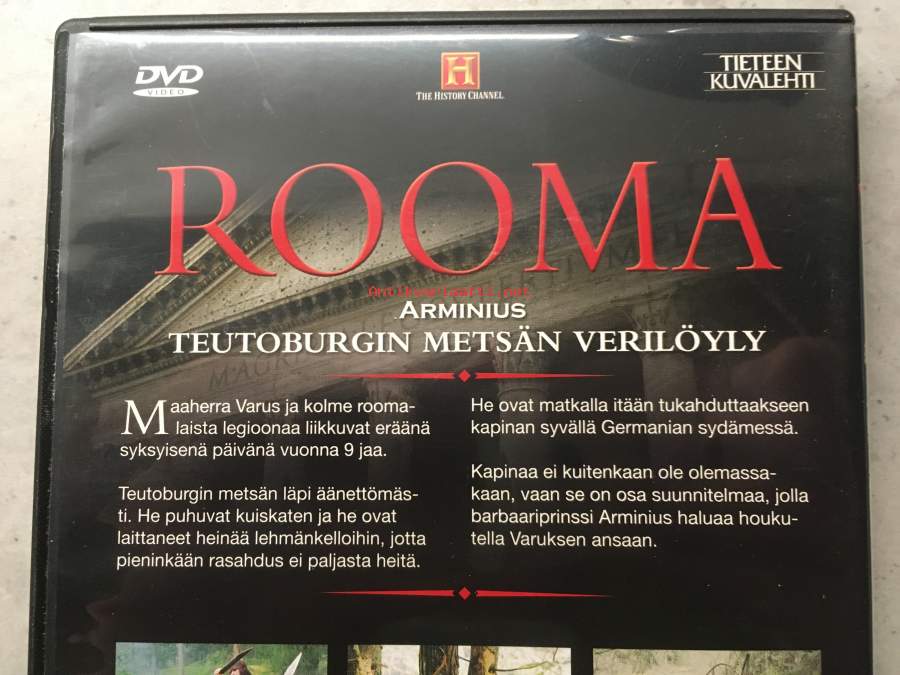 DVD
VIDEO
H
THE HISTORY CHANNEL
TIETEEN
KUVALEHTI
ROOMA
Antikvariaatti.net
ARMINIUS
TEUTOBURGIN METSÄN VERILÖYLY
Maaherra Varus ja kolme rooma-
laista legioonaa liikkuvat eräänä
syksyisenä päivänä vuonna 9 jaa.
Teutoburgin metsän läpi äänettömäs-
ti. He puhuvat kuiskaten ja he ovat
laittaneet heinää lehmänkelloihin, jotta
pieninkään rasahdus ei paljasta heitä.
He ovat matkalla itään tukahduttaakseen
kapinan syvällä Germanian sydämessä.
Kapinaa ei kuitenkaan ole olemassa-
kaan, vaan se on osa suunnitelmaa, jolla
barbaariprinssi Arminius haluaa houku-
tella Varuksen ansaan.